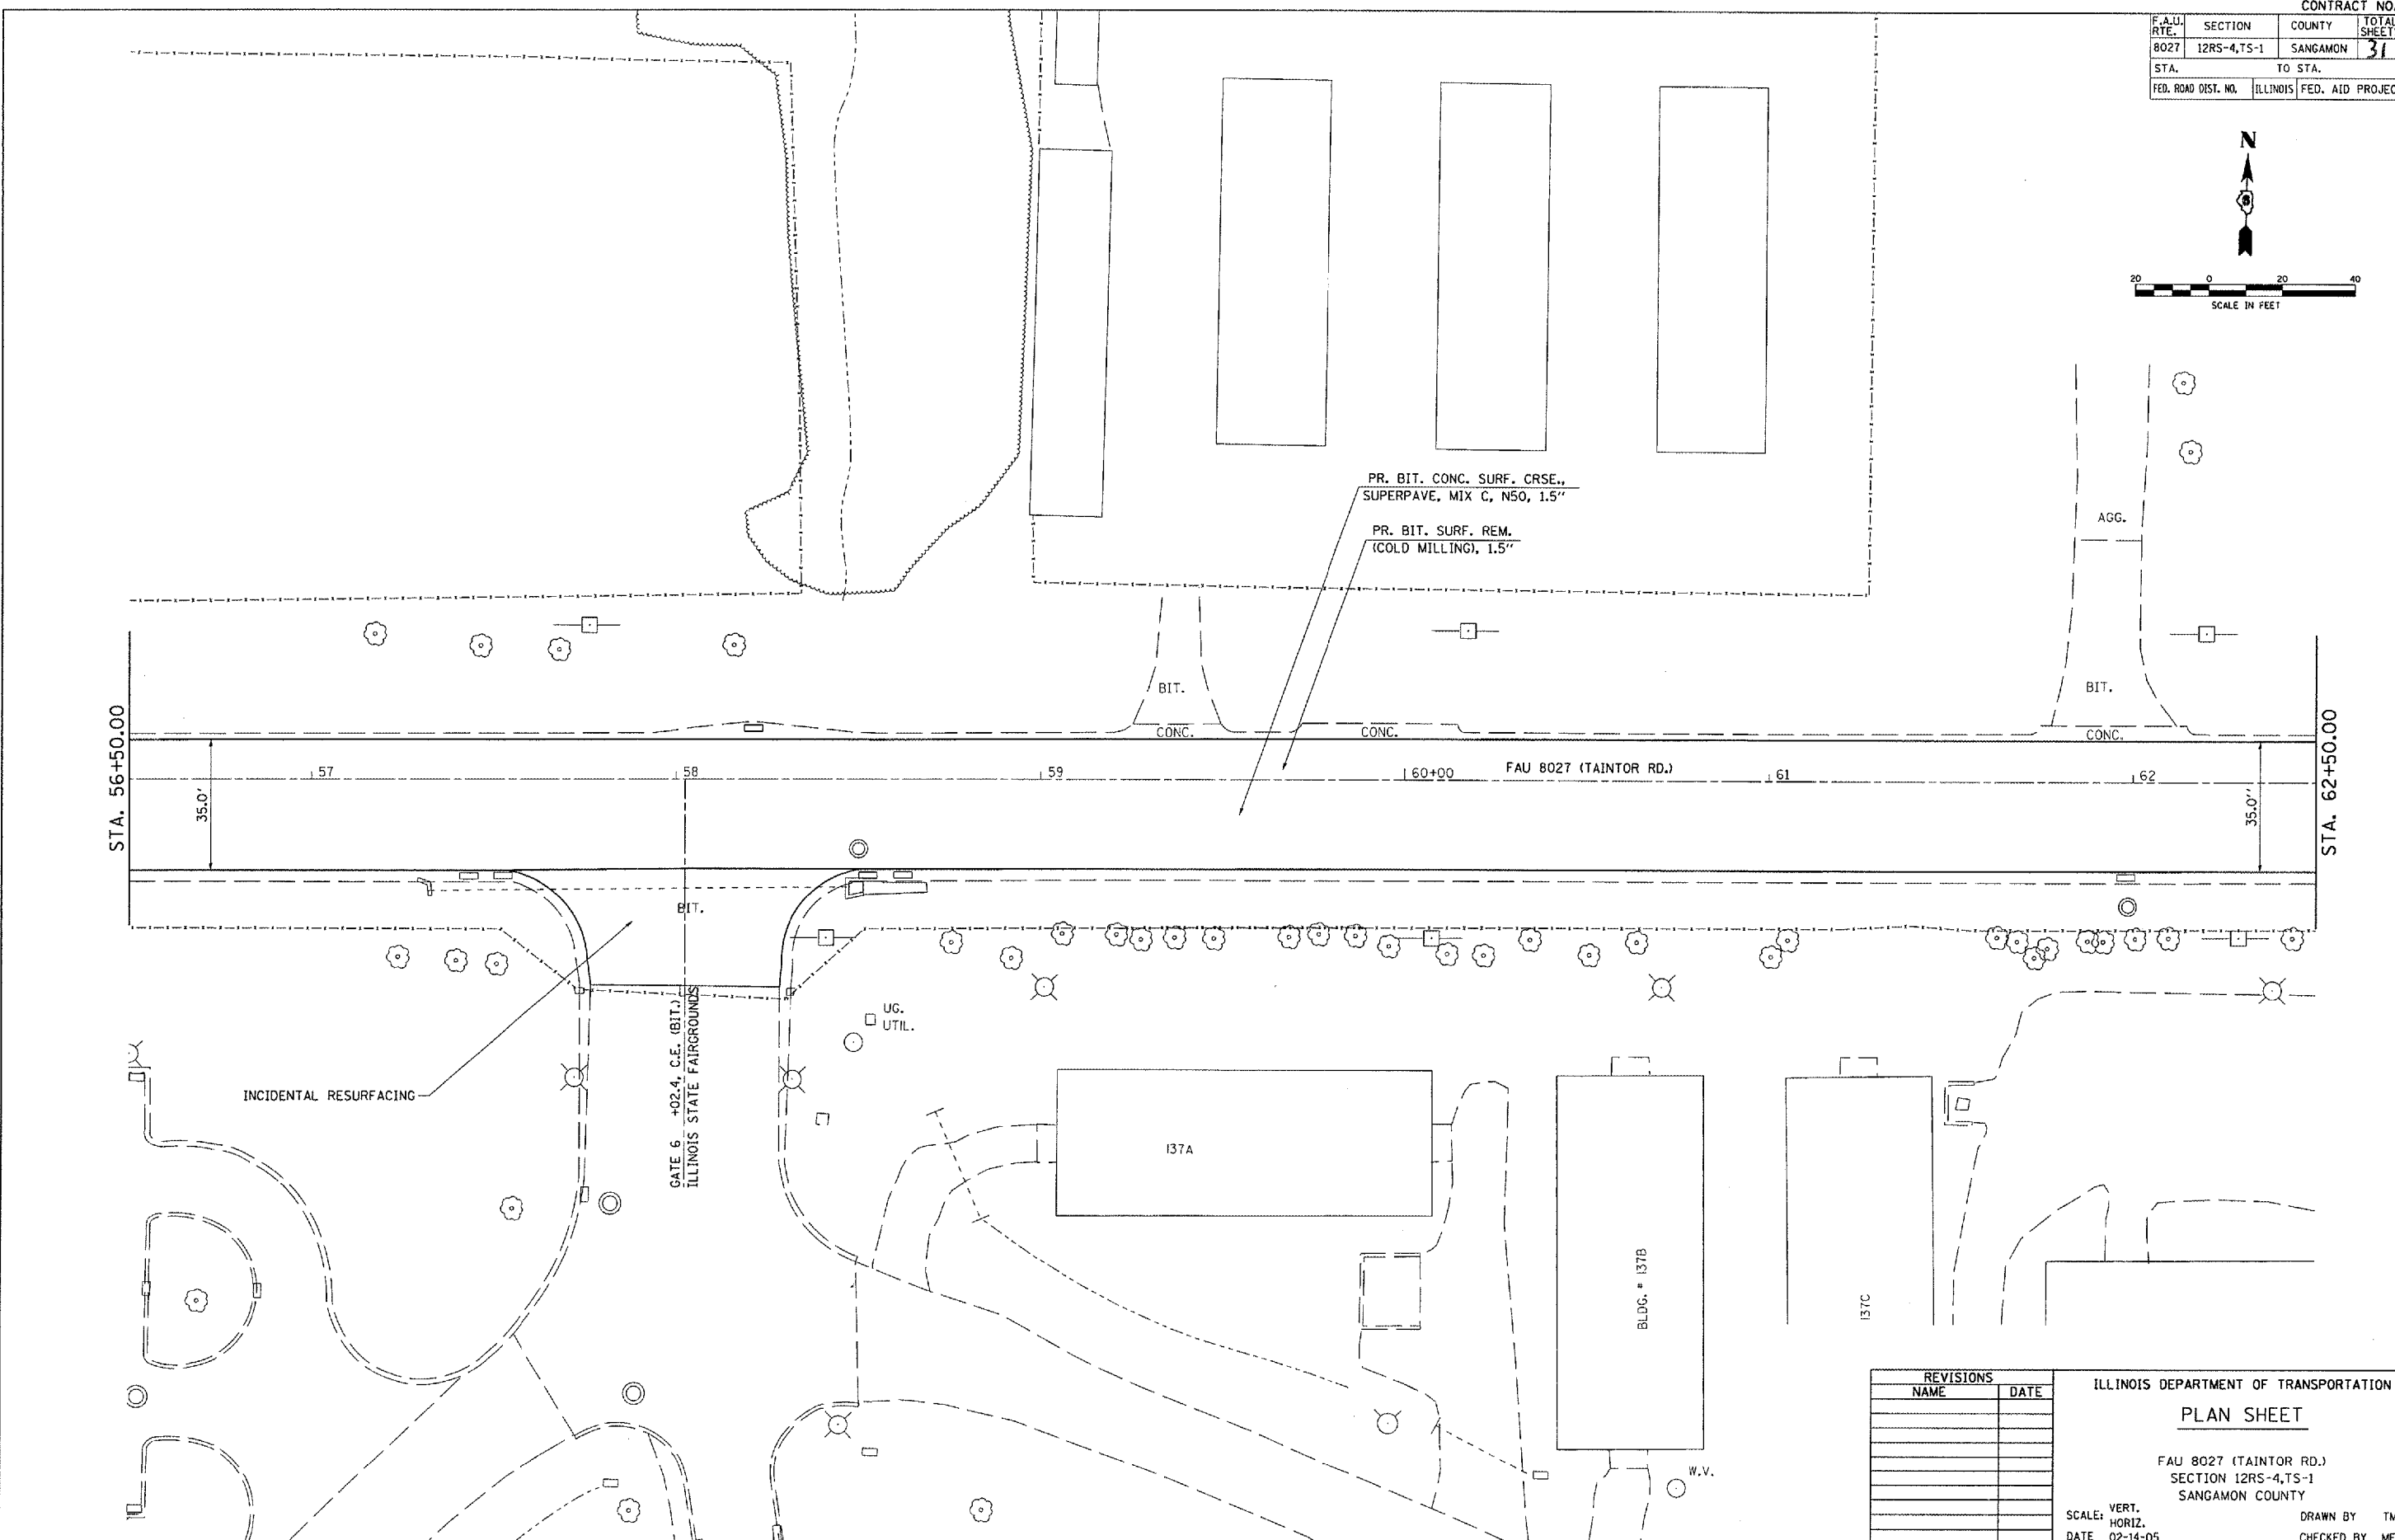 CONTRACT NO.
F.A.U. RTE. SECTION COUNTY TOTAL
8027 12RS-4,TS-1 SANGAMON 31
STA. TO STA.
FED. ROAD DIST. NO. ILLINOIS FED. AID
N
20 0 20 40
SCALE IN FEET
PR. BIT. CONC. SURF. CRSE.,
SUPERPAVE, MIX C, N50, 1.5''
PR. BIT. SURF. REM.
(COLD MILLING), 1.5''
AGG.
BIT.
BIT.
CONC.
CONC.
CONC.
STA. 56+50.00
STA. 62+50.00
35.0'
57
58
59
60+00
FAU 8027 (TAINTOR RD.)
61
62
35.0''
BIT.
GATE 6 +02.4, C.E. (BIT.)
ILLINOIS STATE FAIRGROUNDS
UG.
UTIL.
INCIDENTAL RESURFACING
137A
BLDG. # 137B
137C
W.V.
REVISIONS
NAME DATE
ILLINOIS DEPARTMENT OF TRANSPORTATION
PLAN SHEET
FAU 8027 (TAINTOR RD.)
SECTION 12RS-4,TS-1
SANGAMON COUNTY
SCALE: VERT.
HORIZ.
DRAWN BY
DATE 02-14-05
CHECKED BY